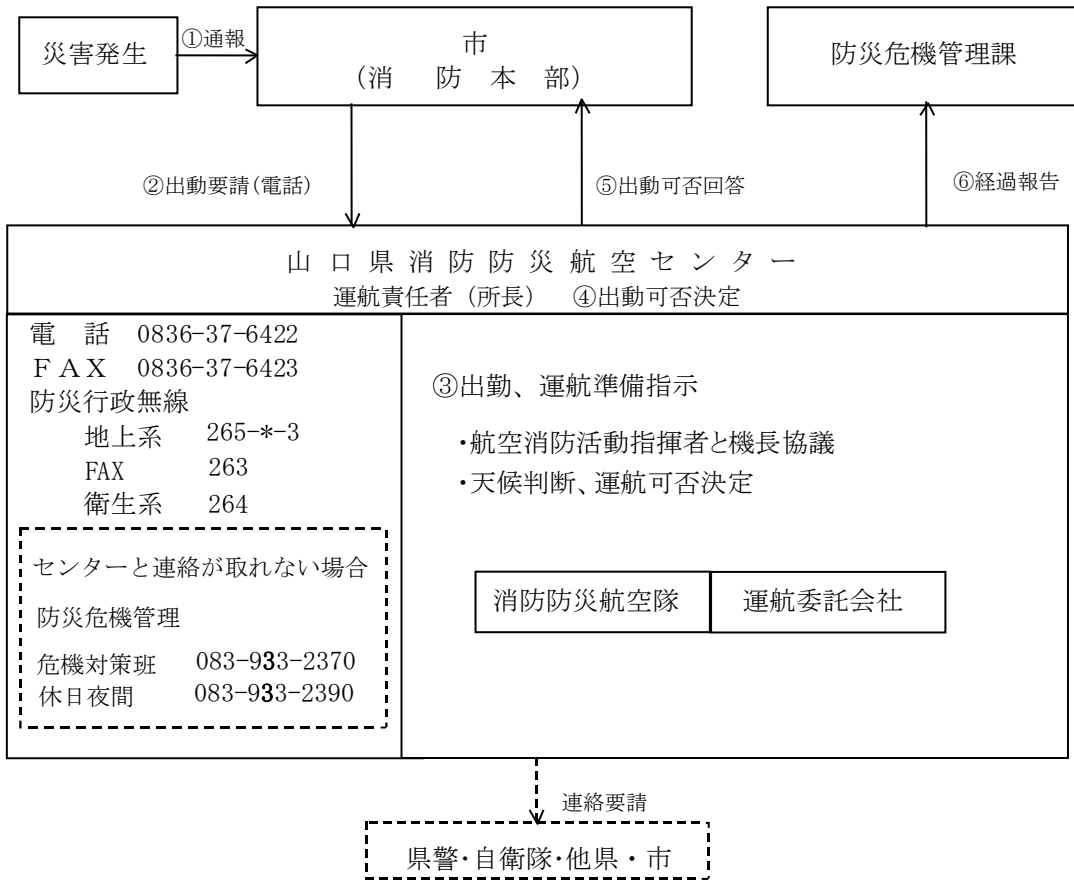 災害発生
①通報
市
(消 防 本 部)
防災危機管理課
②出動要請(電話)
⑤出動可否回答
⑥経過報告
山口県消防防災航空センター
運航責任者（所長） ④出動可否決定
電 話 0836-37-6422
ＦＡＸ 0836-37-6423
防災行政無線
地上系 265-*-3
FAX 263
衛生系 264
センターと連絡が取れない場合
防災危機管理
危機対策班 083-933-2370
休日夜間 083-933-2390
③出勤、運航準備指示
・航空消防活動指揮者と機長協議
・天候判断、運航可否決定
消防防災航空隊 運航委託会社
連絡要請
県警・自衛隊・他県・市